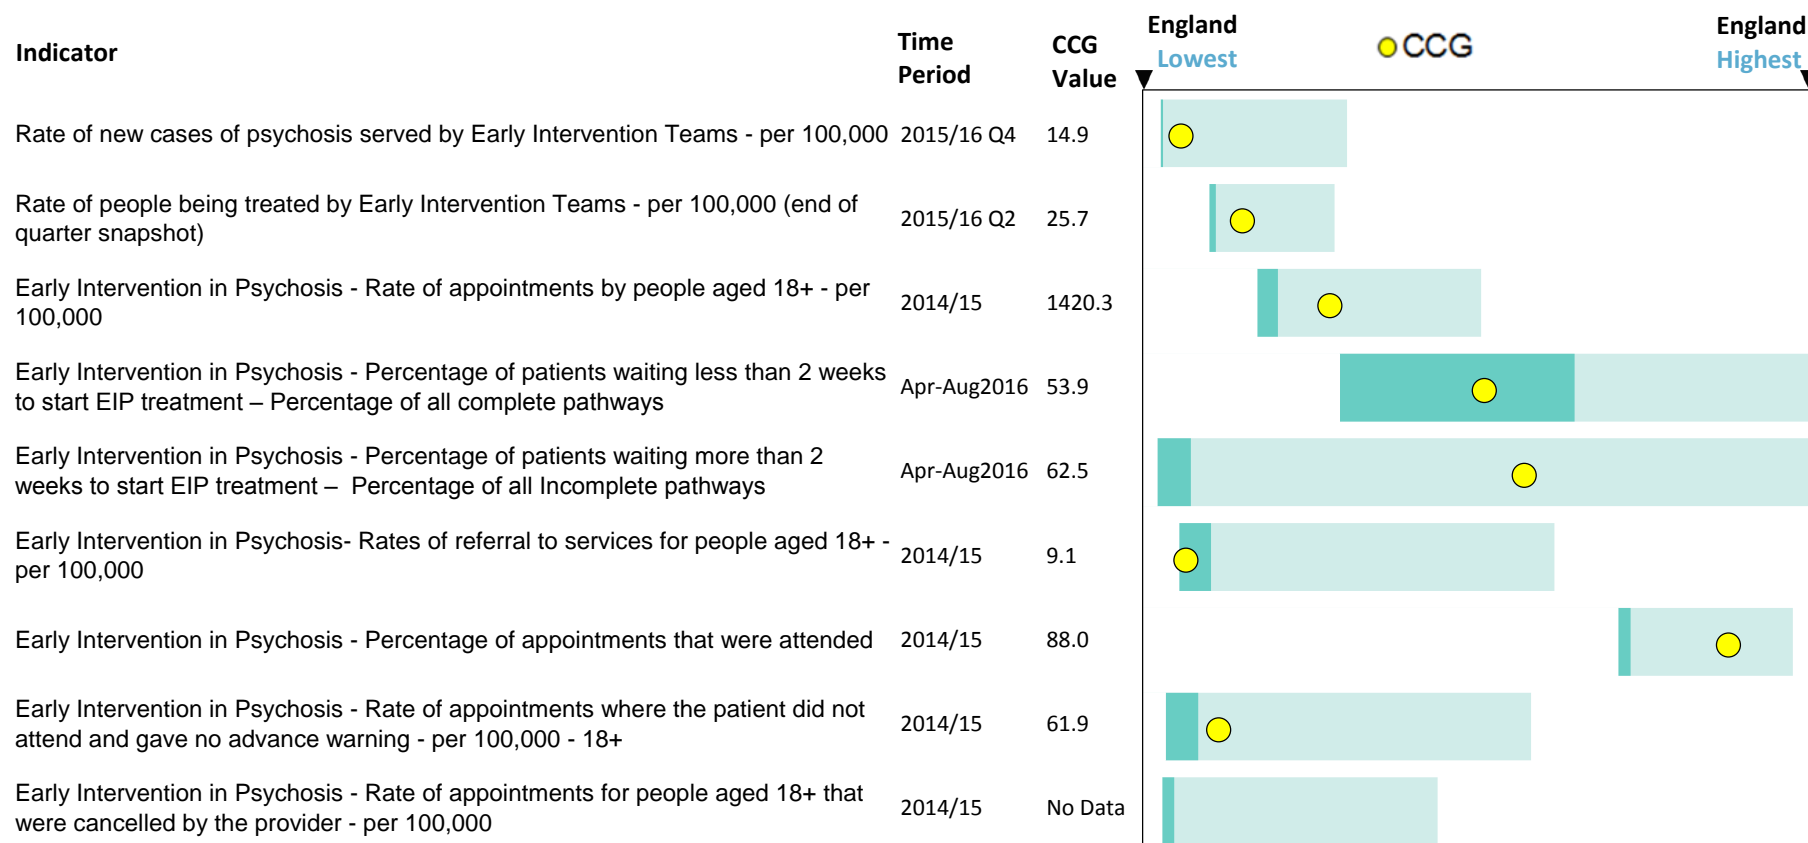 Indicator
Time Period
CCG Value
England Lowest
CCG
England Highest
Rate of new cases of psychosis served by Early Intervention Teams - per 100,000 2015/16 Q4 14.9
Rate of people being treated by Early Intervention Teams - per 100,000 (end of
quarter snapshot)
2015/16 Q2 25.7
Early Intervention in Psychosis - Rate of appointments by people aged 18+ - per
100,000
2014/15 1420.3
Early Intervention in Psychosis - Percentage of patients waiting less than 2 weeks
to start EIP treatment – Percentage of all complete pathways
Apr-Aug2016 53.9
Early Intervention in Psychosis - Percentage of patients waiting more than 2
weeks to start EIP treatment – Percentage of all Incomplete pathways
Apr-Aug2016 62.5
Early Intervention in Psychosis- Rates of referral to services for people aged 18+ -
per 100,000
2014/15 9.1
Early Intervention in Psychosis - Percentage of appointments that were attended 2014/15 88.0
Early Intervention in Psychosis - Rate of appointments where the patient did not
attend and gave no advance warning - per 100,000 - 18+
2014/15 61.9
Early Intervention in Psychosis - Rate of appointments for people aged 18+ that
were cancelled by the provider - per 100,000
2014/15 No Data